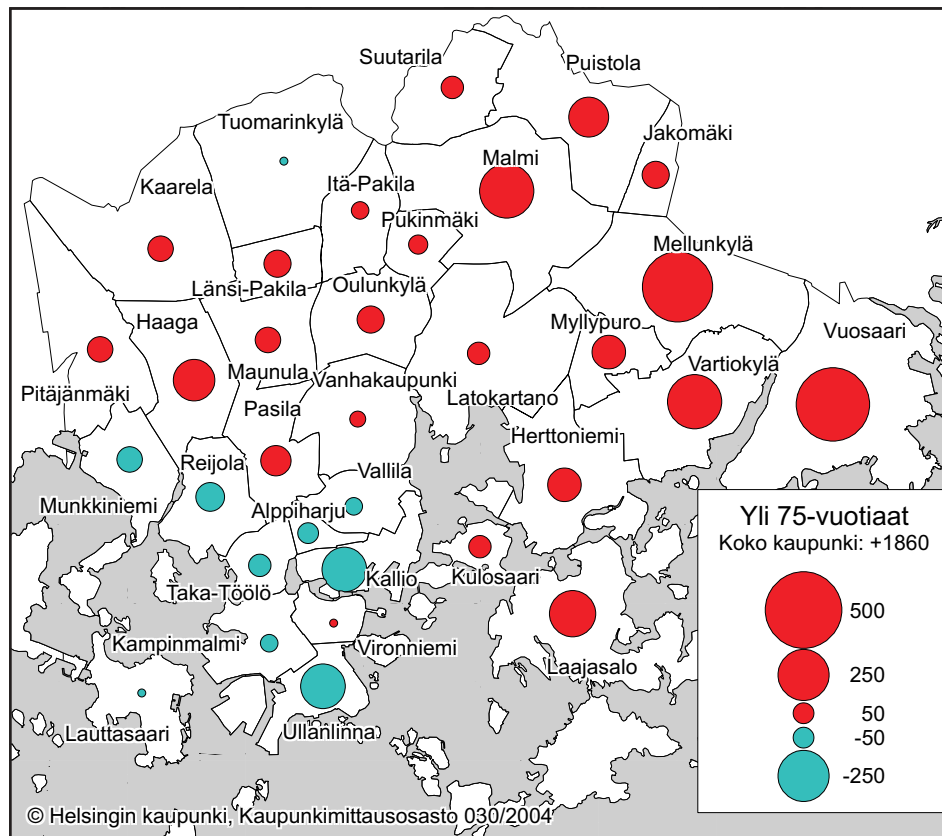 Suutarila
Puistola
Tuomarinkylä
Jakomäki
Malmi
Kaarela
Itä-Pakila
Pukinmäki
Mellunkylä
Länsi-Pakila
Oulunkylä
Haaga
Myllypuro
Vuosaari
Maunula
Vanhakaupunki
Vartiokylä
Pitäjänmäki
Latokartano
Pasila
Herttoniemi
Reijola
Vallila
Munkkiniemi
Alppiharju
Yli 75-vuotiaat
Koko kaupunki: +1860
Kallio
Kulosaari
Taka-Töölö
500
Kampinmalmi
Vironniemi
Laajasalo
250
50
Lauttasaari
Ullanlinna
-50
-250
© Helsingin kaupunki, Kaupunkimittausosasto 030/2004